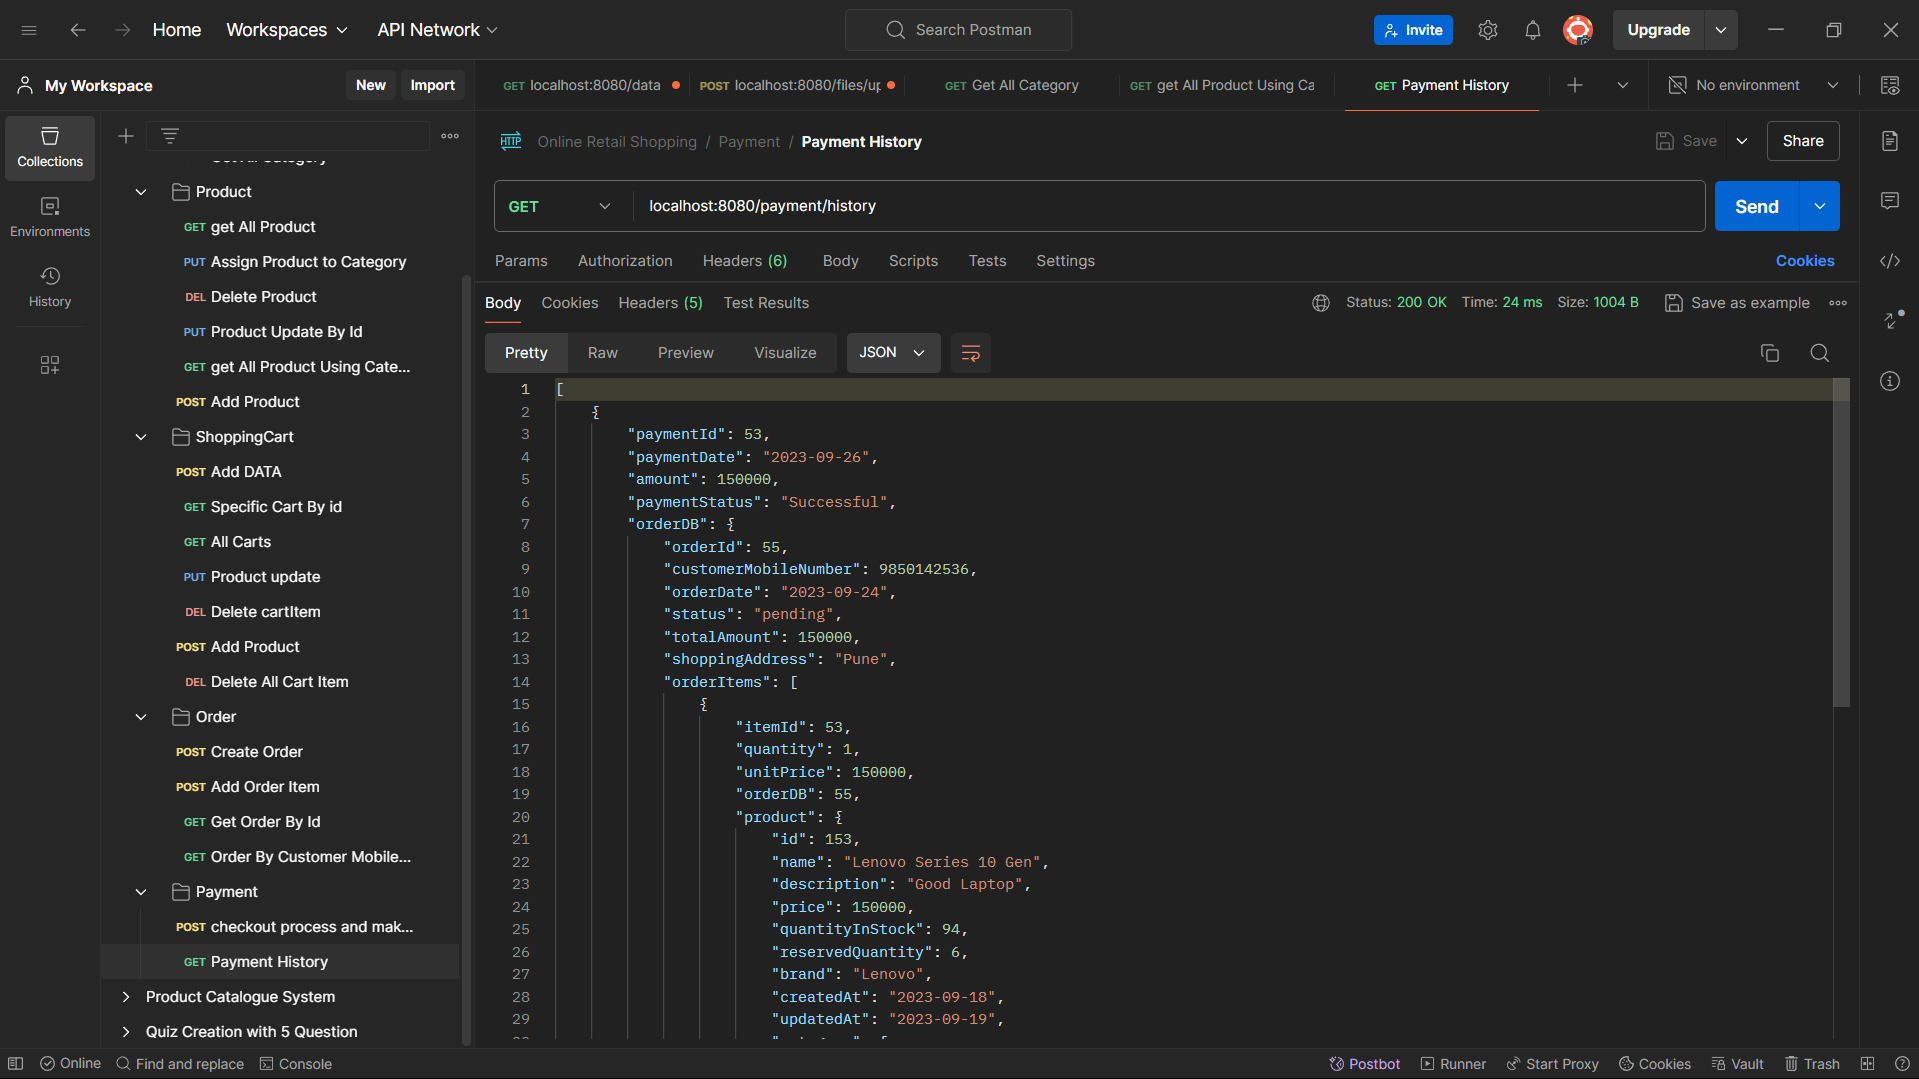 Home Workspaces API Network Search Postman Invite Upgrade
My Workspace New Import
GET localhost:8080/data POST localhost:8080/files/up GET Get All Category GET get All Product Using Ca GET Payment History No environment
Collections
Environments
History
Get All Category
Product
GET get All Product
PUT Assign Product to Category
DEL Delete Product
PUT Product Update By Id
GET get All Product Using Cate...
POST Add Product
ShoppingCart
POST Add DATA
GET Specific Cart By id
GET All Carts
PUT Product update
DEL Delete cartItem
POST Add Product
DEL Delete All Cart Item
Order
POST Create Order
POST Add Order Item
GET Get Order By Id
GET Order By Customer Mobile...
Payment
POST checkout process and mak...
GET Payment History
Product Catalogue System
Quiz Creation with 5 Question
HTTP Online Retail Shopping / Payment / Payment History Save Share
GET localhost:8080/payment/history Send
Params Authorization Headers (6) Body Scripts Tests Settings Cookies
Body Cookies Headers (5) Test Results Status: 200 OK Time: 24 ms Size: 1004 B Save as example
Pretty Raw Preview Visualize JSON
1 [
2 {
3 "paymentId": 53,
4 "paymentDate": "2023-09-26",
5 "amount": 150000,
6 "paymentStatus": "Successful",
7 "orderDB": {
8 "orderId": 55,
9 "customerMobileNumber": 9850142536,
10 "orderDate": "2023-09-24",
11 "status": "pending",
12 "totalAmount": 150000,
13 "shoppingAddress": "Pune",
14 "orderItems": [
15 {
16 "itemId": 53,
17 "quantity": 1,
18 "unitPrice": 150000,
19 "orderDB": 55,
20 "product": {
21 "id": 153,
22 "name": "Lenovo Series 10 Gen",
23 "description": "Good Laptop",
24 "price": 150000,
25 "quantityInStock": 94,
26 "reservedQuantity": 6,
27 "brand": "Lenovo",
28 "createdAt": "2023-09-18",
29 "updatedAt": "2023-09-19",
Online Find and replace Console Postbot Runner Start Proxy Cookies Vault Trash